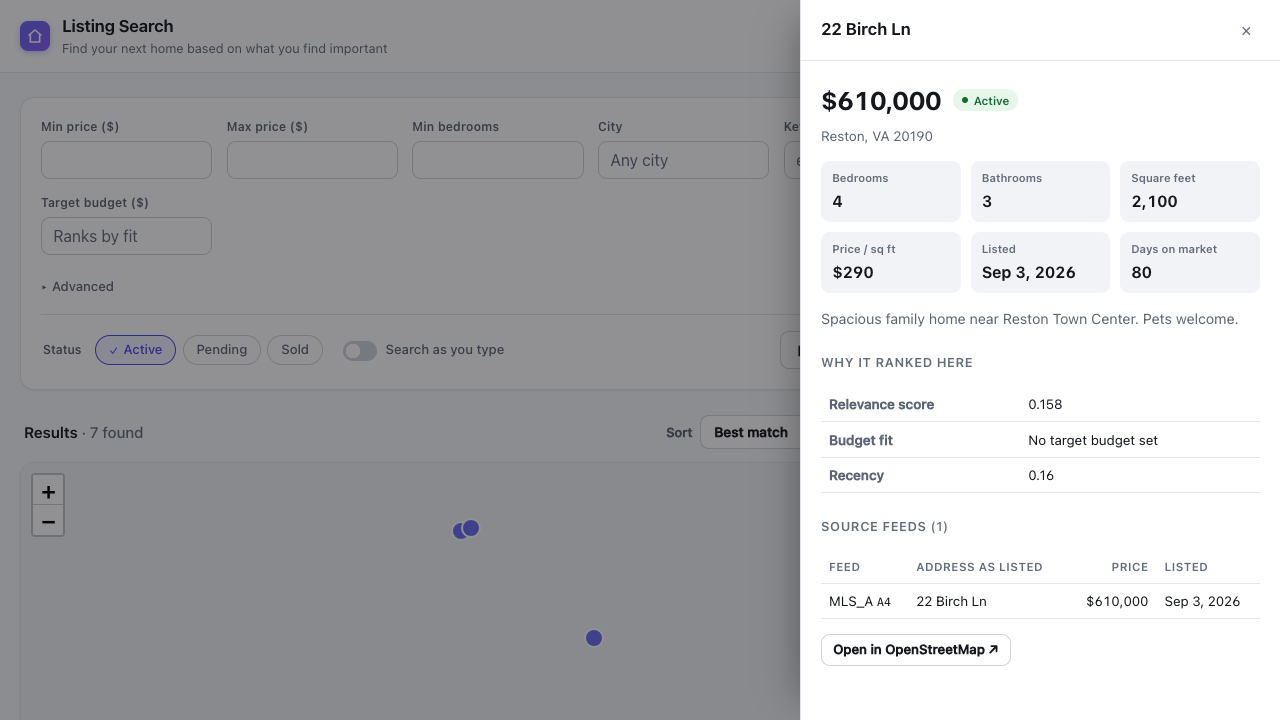 Listing Search
Find your next home based on what you find important
Min price ($)
Max price ($)
Min bedrooms
City
Any city
Target budget ($)
Ranks by fit
Advanced
Status
Active
Pending
Sold
Search as you type
Results · 7 found
Sort
Best match
+
−
22 Birch Ln
×
$610,000
Active
Reston, VA 20190
Bedrooms
4
Bathrooms
3
Square feet
2,100
Price / sq ft
$290
Listed
Sep 3, 2026
Days on market
80
Spacious family home near Reston Town Center. Pets welcome.
WHY IT RANKED HERE
Relevance score 0.158
Budget fit No target budget set
Recency 0.16
SOURCE FEEDS (1)
FEED ADDRESS AS LISTED PRICE LISTED
MLS_A A4 22 Birch Ln $610,000 Sep 3, 2026
Open in OpenStreetMap ↗